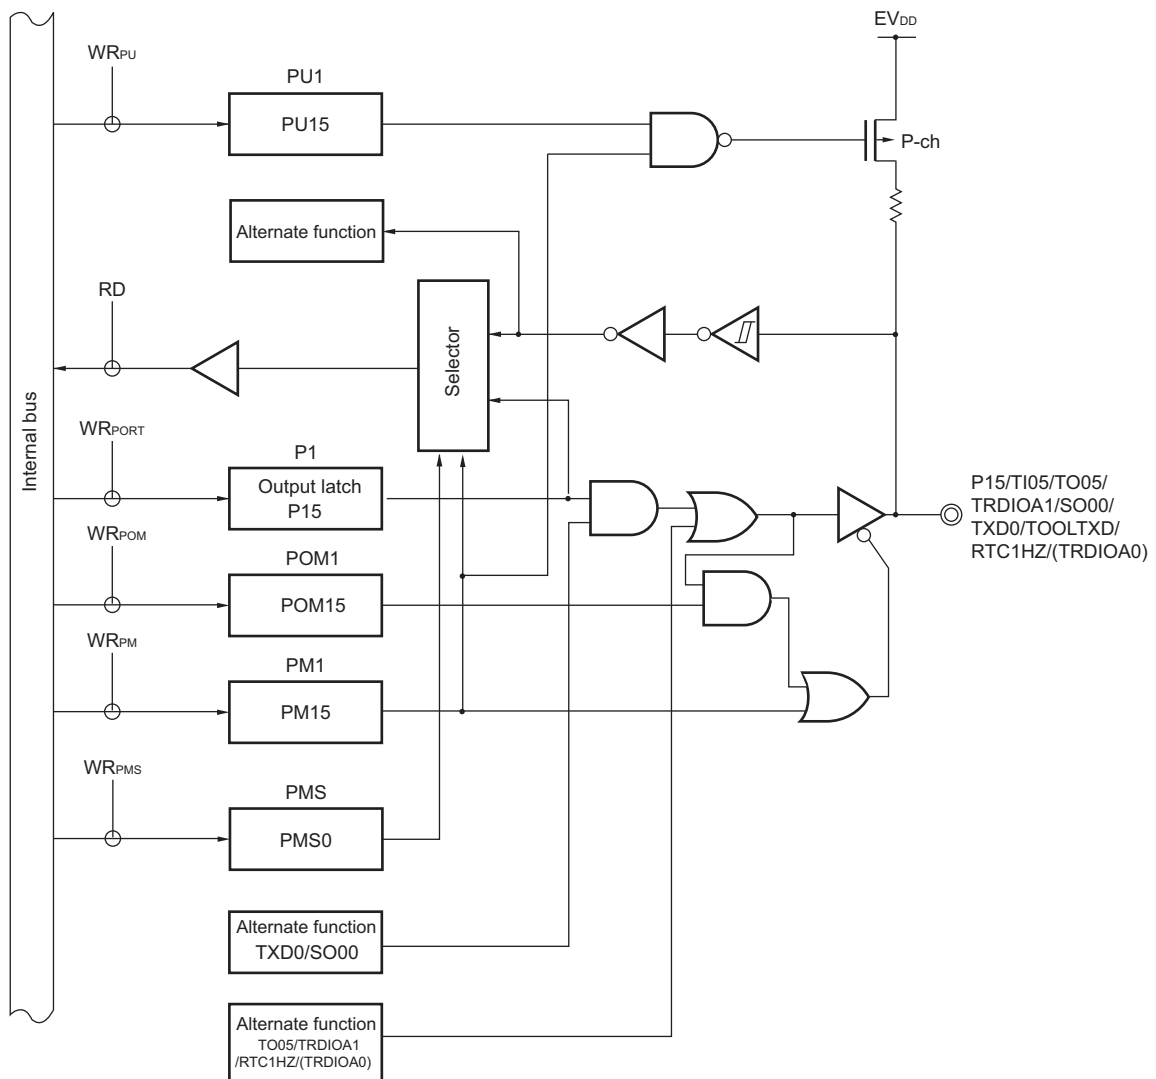 EVDD
WRPU
PU1
PU15
P-ch
Alternate function
RD
Selector
Internal bus
WRPORT
P1
Output latch
P15
P15/TI05/TO05/
TRDIOA1/SO00/
TXD0/TOOLTXD/
RTC1HZ/(TRDIOA0)
WRPOM
POM1
POM15
WRPM
PM1
PM15
WRPMS
PMS
PMS0
Alternate function
TXD0/SO00
Alternate function
TO05/TRDIOA1
/RTC1HZ/(TRDIOA0)